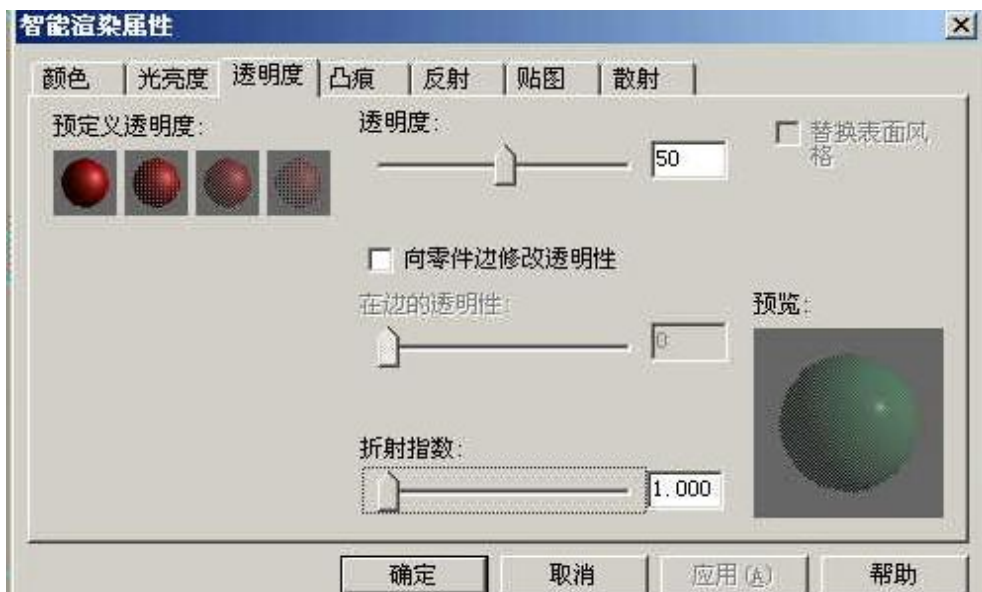 智能渲染属性
颜色 光亮度 透明度 凸痕 反射 贴图 散射
预定义透明度:
透明度:
50
替换表面风
格
向零件边修改透明性
在边的透明性:
0
预览:
折射指数:
1.000
确定 取消 应用(A) 帮助